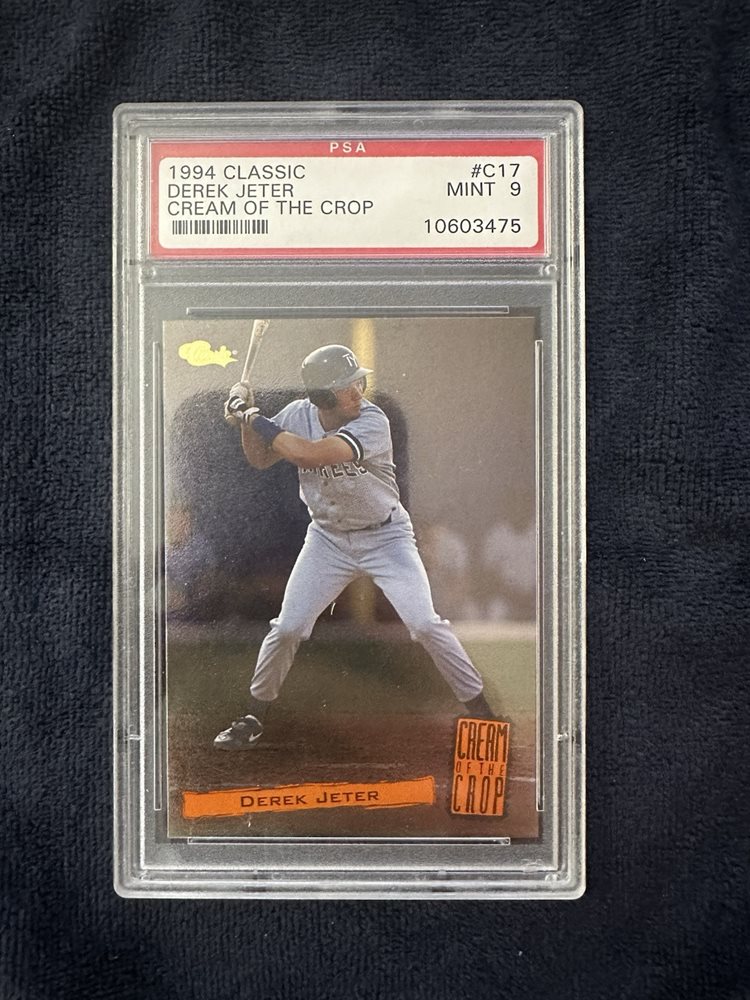 PSA
1994 CLASSIC #C17
DEREK JETER MINT 9
CREAM OF THE CROP
10603475
Classic
TY
DEREK JETER
CREAM
OF THE
CROP